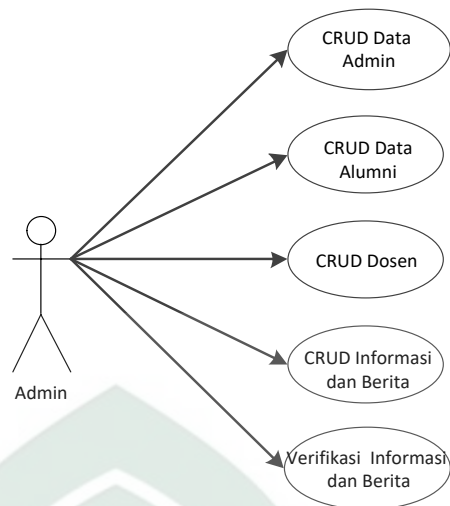 CRUD Data
Admin
CRUD Data
Alumni
CRUD Dosen
CRUD Informasi
dan Berita
Admin
Verifikasi Informasi
dan Berita